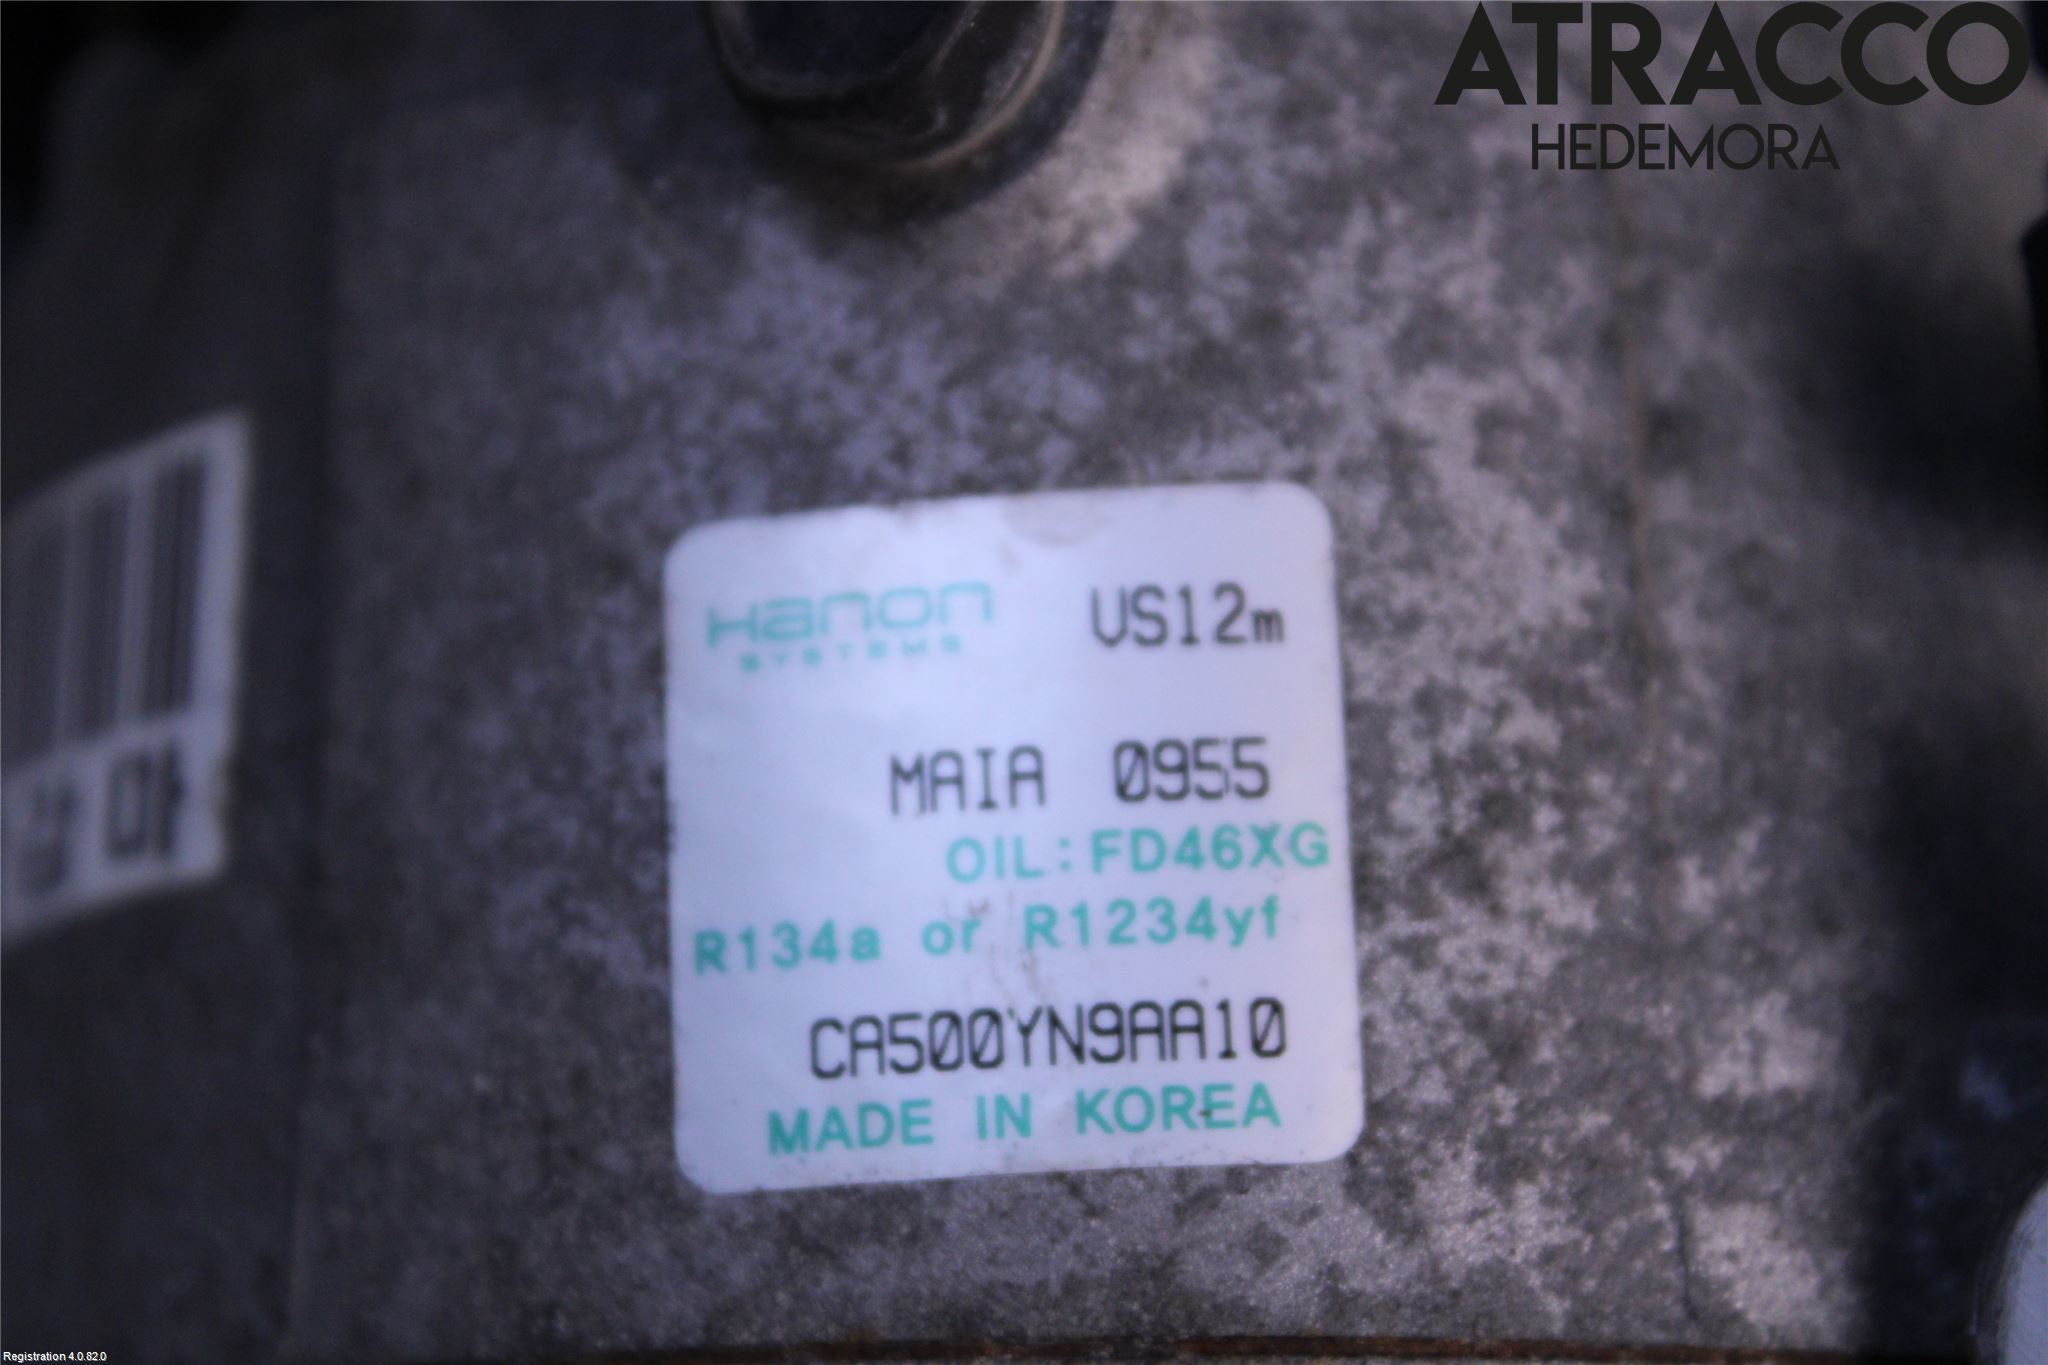 ATRACCO
HEDEMORA
Hanon VS12m
SYSTEMS
MAIA 0955
OIL:FD46XG
R134a or R1234yf
CA500YN9AA10
MADE IN KOREA
Registration 4.0.82.0